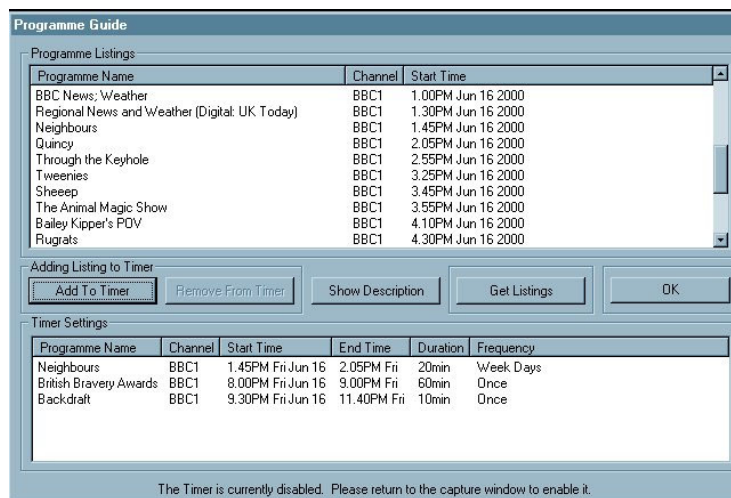 Programme Guide
Programme Listings
Programme Name Channel Start Time
BBC News; Weather BBC1 1.00PM Jun 16 2000
Regional News and Weather (Digital: UK Today) BBC1 1.30PM Jun 16 2000
Neighbours BBC1 1.45PM Jun 16 2000
Quincy BBC1 2.05PM Jun 16 2000
Through the Keyhole BBC1 2.55PM Jun 16 2000
Tweenies BBC1 3.25PM Jun 16 2000
Sheeep BBC1 3.45PM Jun 16 2000
The Animal Magic Show BBC1 3.55PM Jun 16 2000
Bailey Kipper's POV BBC1 4.10PM Jun 16 2000
Rugrats BBC1 4.30PM Jun 16 2000
Adding Listing to Timer
Add To Timer Remove From Timer Show Description Get Listings OK
Timer Settings
Programme Name Channel Start Time End Time Duration Frequency
Neighbours BBC1 1.45PM Fri Jun 16 2.05PM Fri 20min Week Days
British Bravery Awards BBC1 8.00PM Fri Jun 16 9.00PM Fri 60min Once
Backdraft BBC1 9.30PM Fri Jun 16 11.40PM Fri 10min Once
The Timer is currently disabled. Please return to the capture window to enable it.